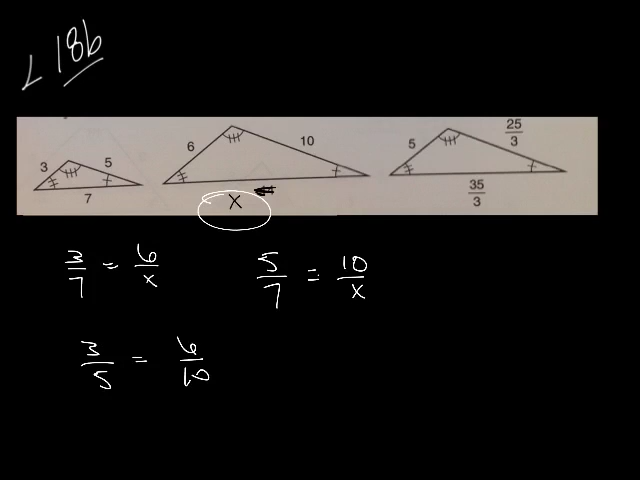 L 18b
3 5 7
6 10 x
5 25/3 35/3
3/7 = 6/x 5/7 = 10/x
3/5 = 6/10